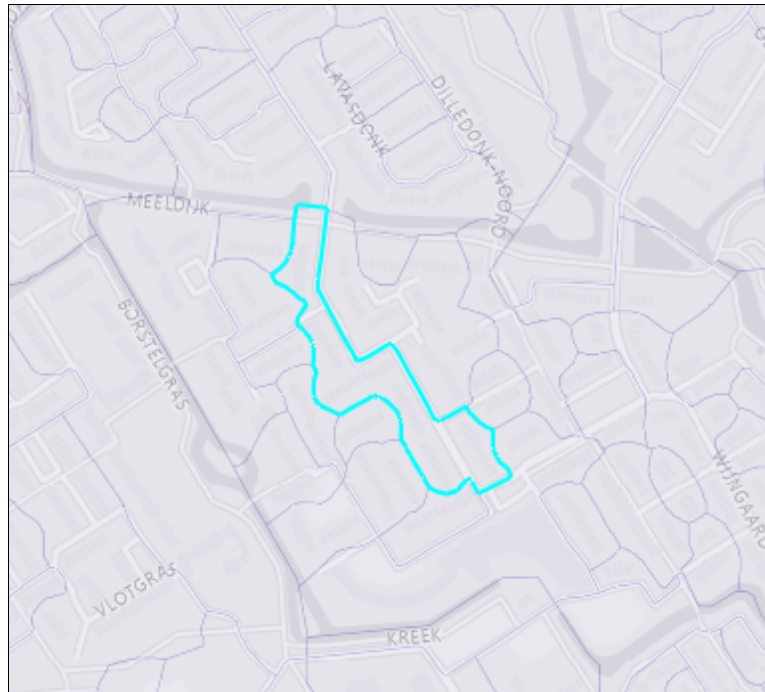 LAVASDONK
DILLEDONK-NOORD
MEELDIJK
BORSTELGRAS
WIJNGAARD
VLOTGRAS
KREEK